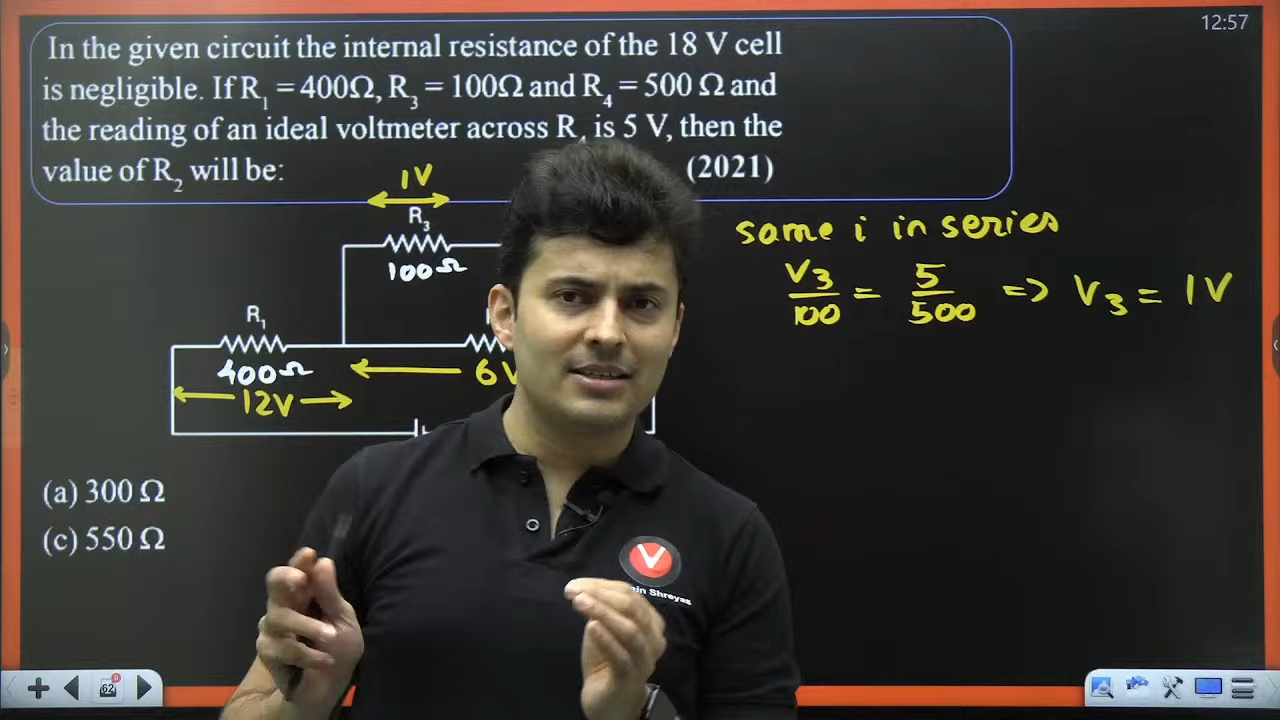 12:57
In the given circuit the internal resistance of the 18 V cell
is negligible. If R₁ = 400Ω, R₃ = 100Ω and R₄ = 500 Ω and
the reading of an ideal voltmeter across R₄ is 5 V, then the
value of R₂ will be: (2021)
1V
R₃
100Ω
same i in series
V₃/100 = 5/500 => V₃ = 1V
R₁
400Ω
6V
12V
(a) 300 Ω
(c) 550 Ω
V
Shreyas
62